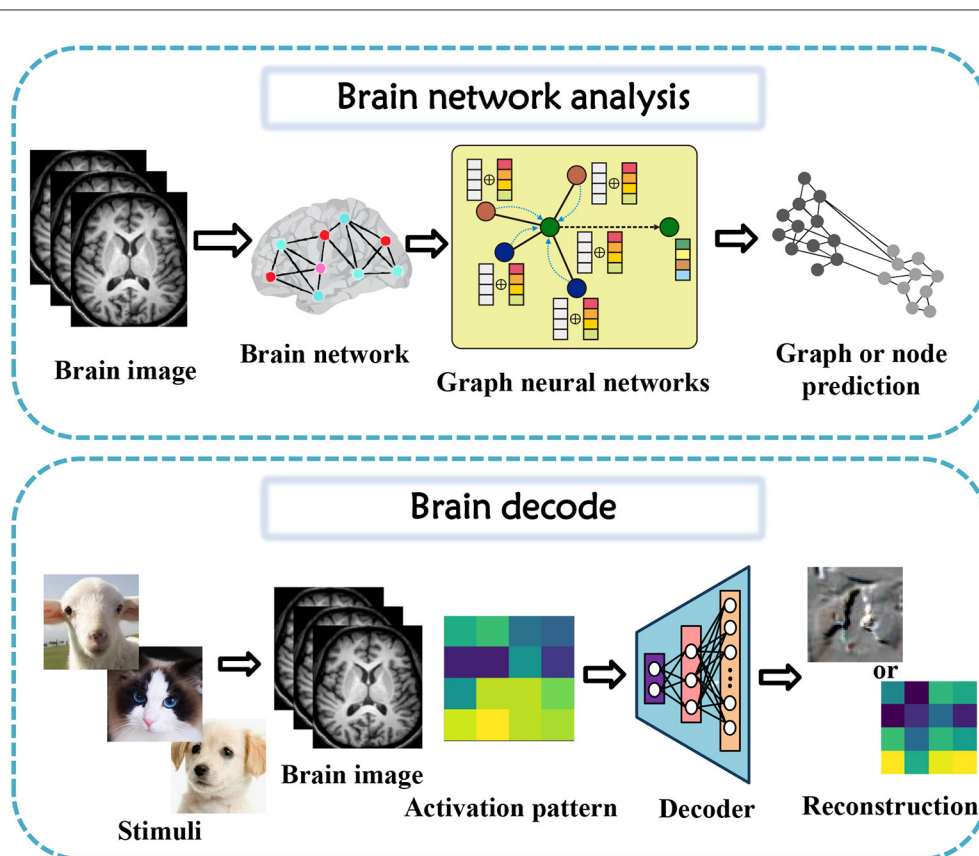 Brain network analysis
Brain image
Brain network
Graph neural networks
Graph or node
prediction
Brain decode
Stimuli
Brain image
Activation pattern
Decoder
or
Reconstruction